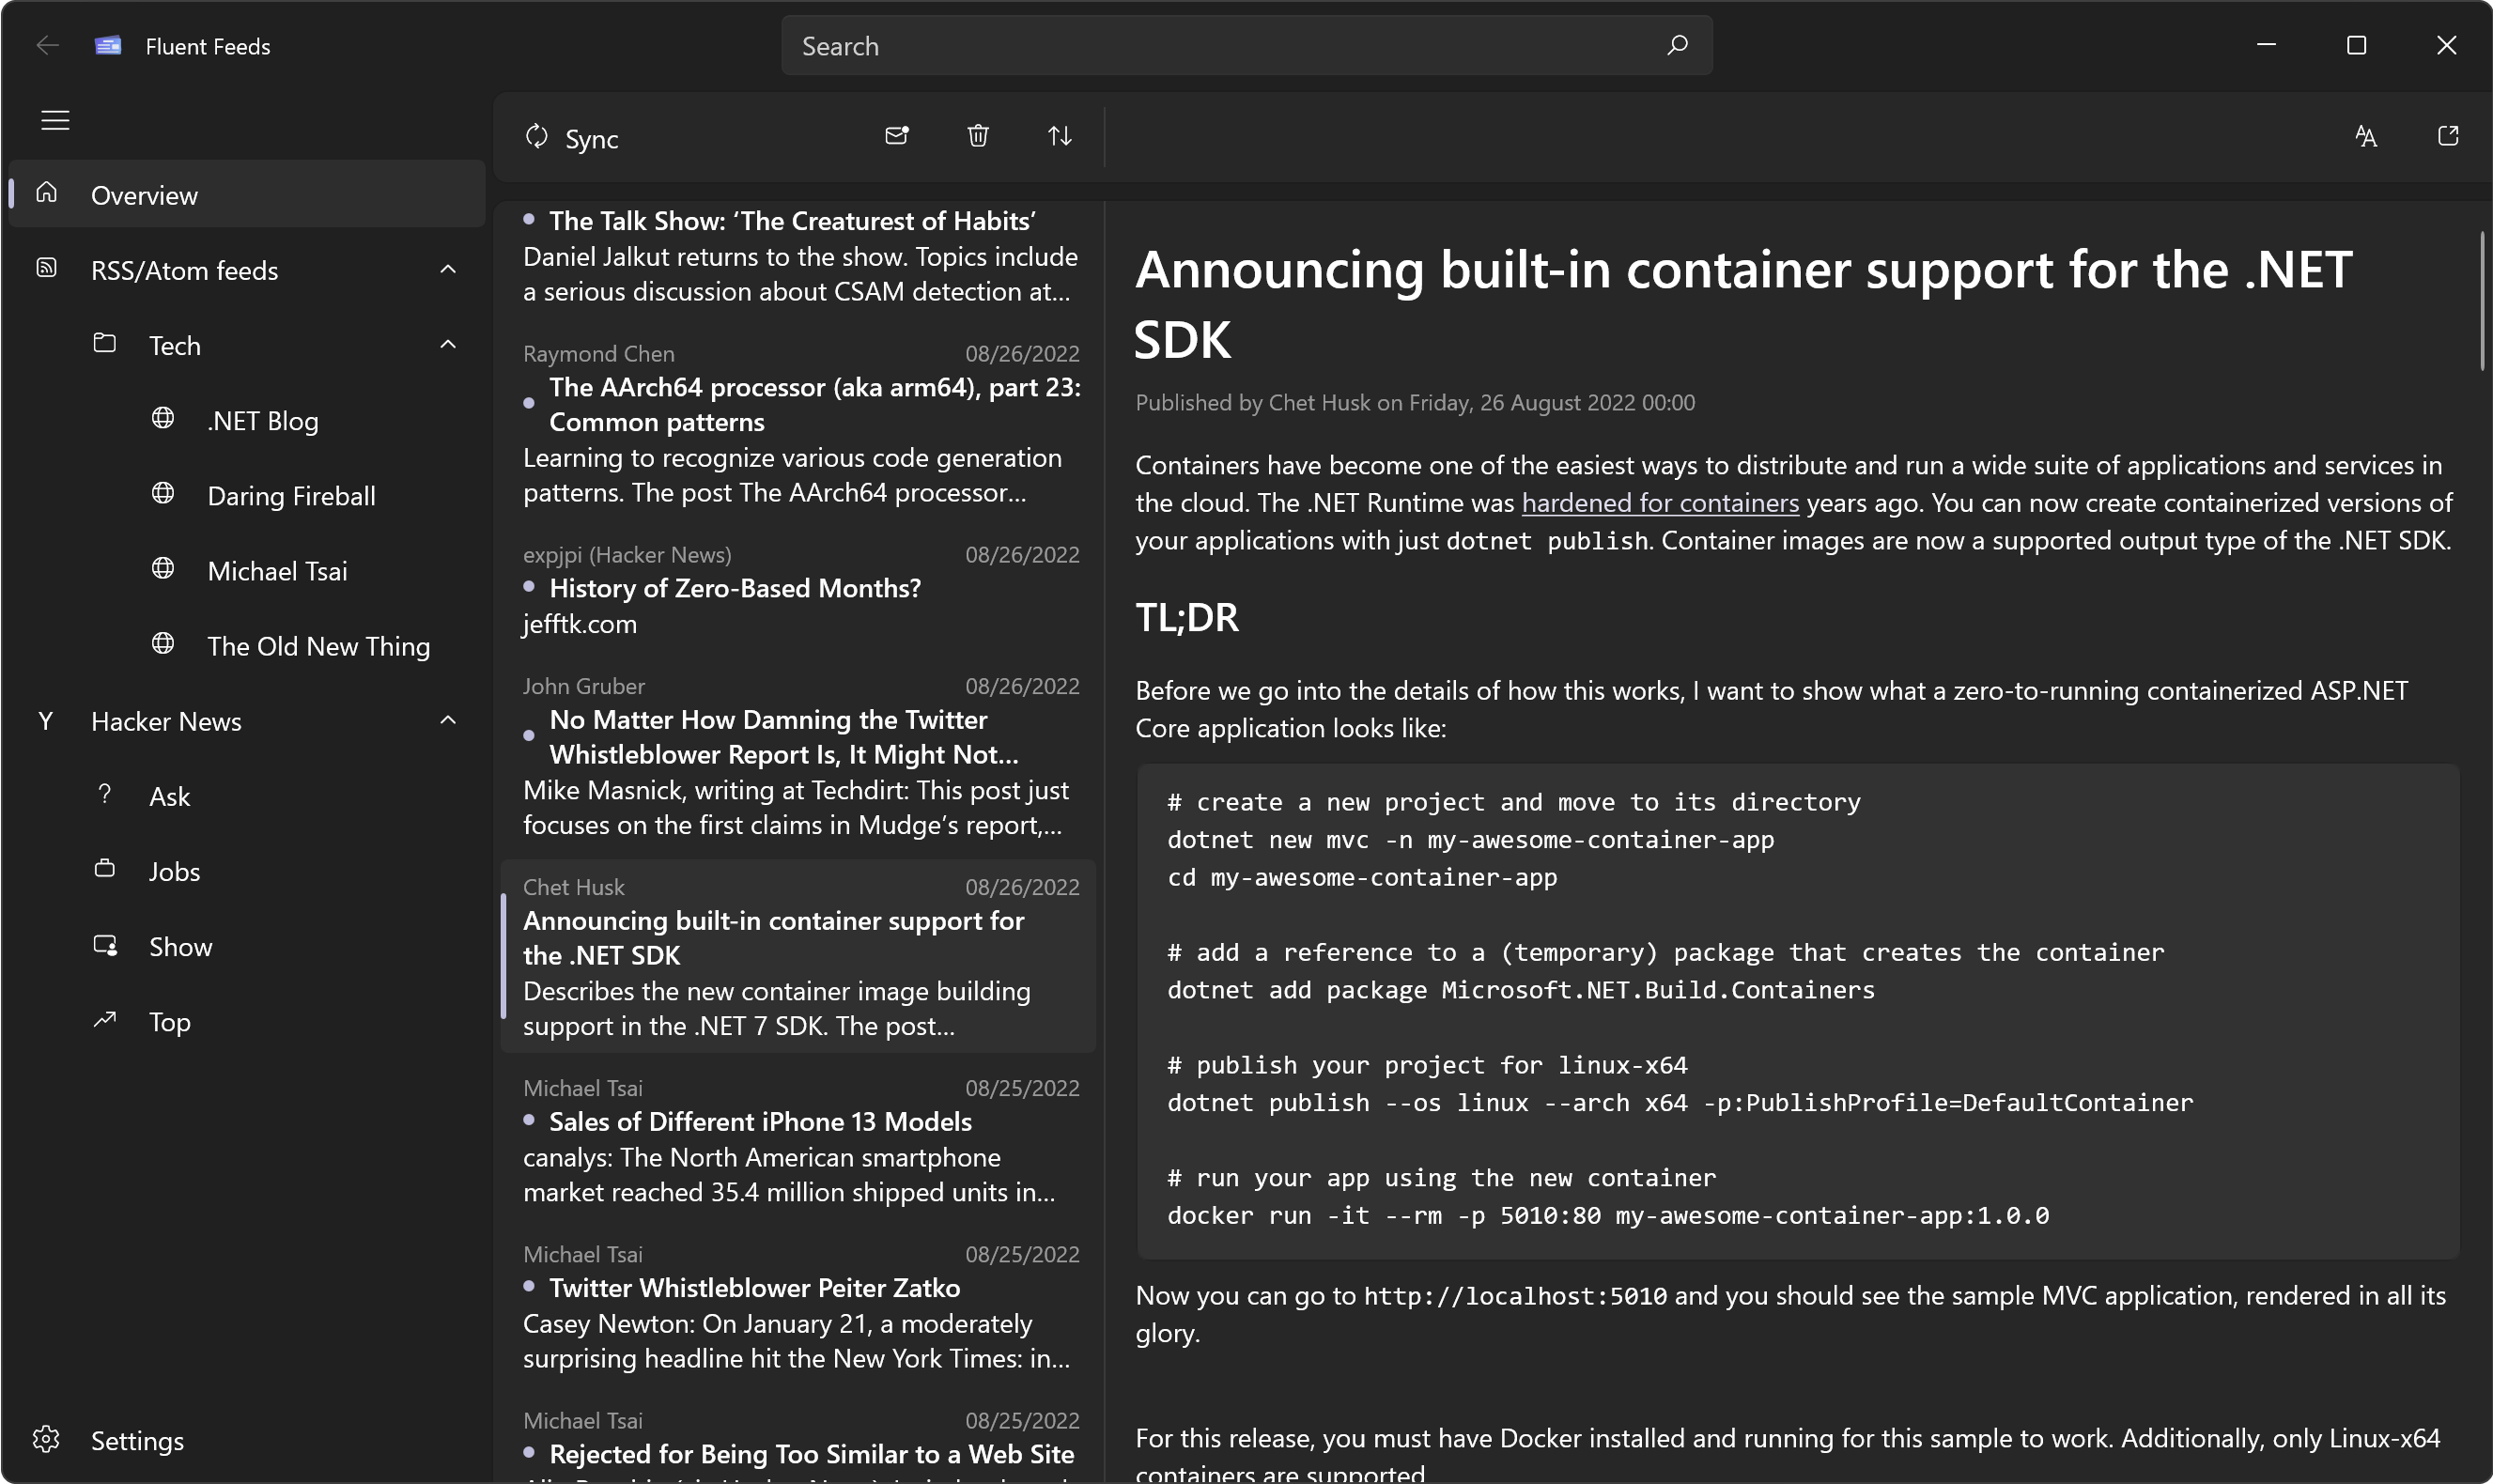 Fluent Feeds
Search
Overview
RSS/Atom feeds
Tech
.NET Blog
Daring Fireball
Michael Tsai
The Old New Thing
Y Hacker News
Ask
Jobs
Show
Top
Settings
Sync
The Talk Show: ‘The Creaturest of Habits’
Daniel Jalkut returns to the show. Topics include
a serious discussion about CSAM detection at...
Raymond Chen 08/26/2022
The AArch64 processor (aka arm64), part 23:
Common patterns
Learning to recognize various code generation
patterns. The post The AArch64 processor...
expjpi (Hacker News) 08/26/2022
History of Zero-Based Months?
jefftk.com
John Gruber 08/26/2022
No Matter How Damning the Twitter
Whistleblower Report Is, It Might Not...
Mike Masnick, writing at Techdirt: This post just
focuses on the first claims in Mudge’s report,...
Chet Husk 08/26/2022
Announcing built-in container support for
the .NET SDK
Describes the new container image building
support in the .NET 7 SDK. The post...
Michael Tsai 08/25/2022
Sales of Different iPhone 13 Models
canalys: The North American smartphone
market reached 35.4 million shipped units in...
Michael Tsai 08/25/2022
Twitter Whistleblower Peiter Zatko
Casey Newton: On January 21, a moderately
surprising headline hit the New York Times: in...
Michael Tsai 08/25/2022
Rejected for Being Too Similar to a Web Site
Announcing built-in container support for the .NET
SDK
Published by Chet Husk on Friday, 26 August 2022 00:00
Containers have become one of the easiest ways to distribute and run a wide suite of applications and services in
the cloud. The .NET Runtime was hardened for containers years ago. You can now create containerized versions of
your applications with just dotnet publish. Container images are now a supported output type of the .NET SDK.
TL;DR
Before we go into the details of how this works, I want to show what a zero-to-running containerized ASP.NET
Core application looks like:
# create a new project and move to its directory
dotnet new mvc -n my-awesome-container-app
cd my-awesome-container-app
# add a reference to a (temporary) package that creates the container
dotnet add package Microsoft.NET.Build.Containers
# publish your project for linux-x64
dotnet publish --os linux --arch x64 -p:PublishProfile=DefaultContainer
# run your app using the new container
docker run -it --rm -p 5010:80 my-awesome-container-app:1.0.0
Now you can go to http://localhost:5010 and you should see the sample MVC application, rendered in all its
glory.
For this release, you must have Docker installed and running for this sample to work. Additionally, only Linux-x64
containers are supported